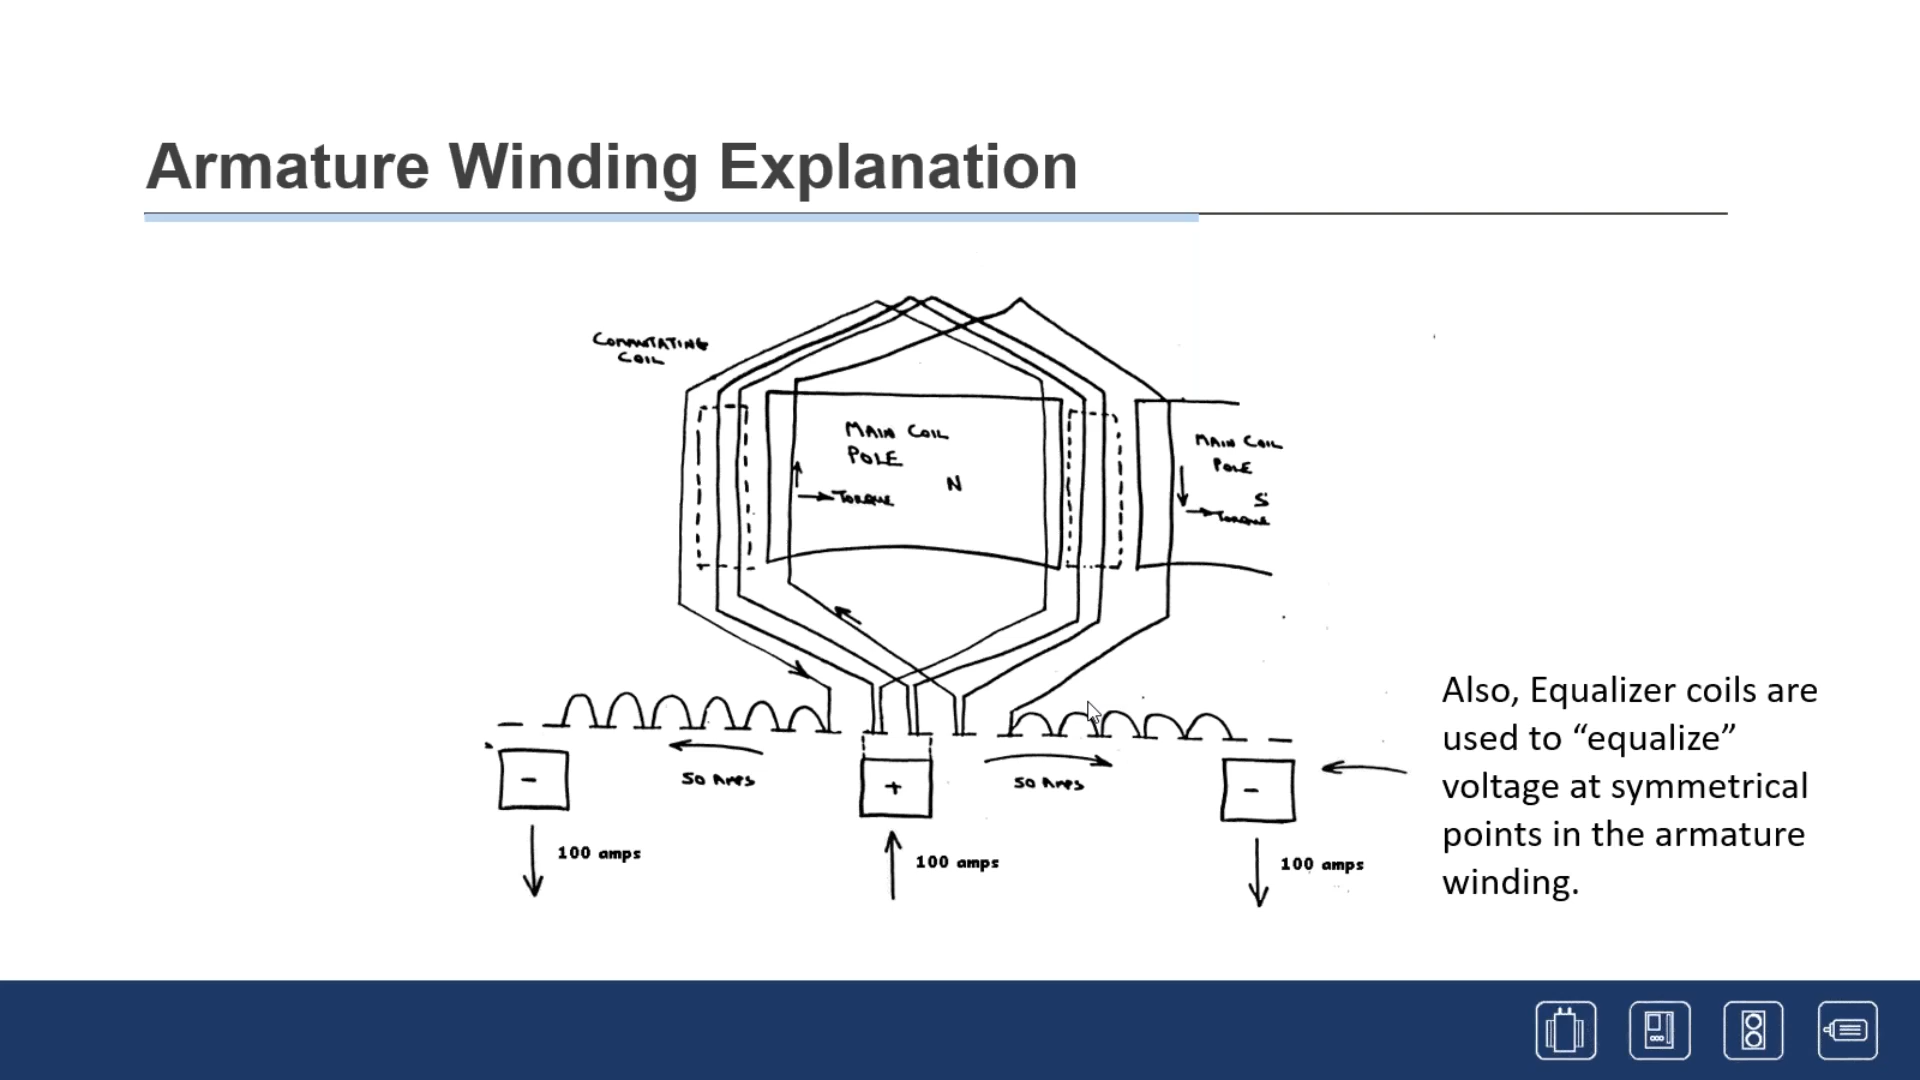 Armature Winding Explanation
COMMUTATING
COIL
MAIN COIL
POLE
N
TORQUE
MAIN COIL
POLE
S
TORQUE
50 AMPS
50 AMPS
-
+
-
100 amps
100 amps
100 amps
Also, Equalizer coils are
used to “equalize”
voltage at symmetrical
points in the armature
winding.